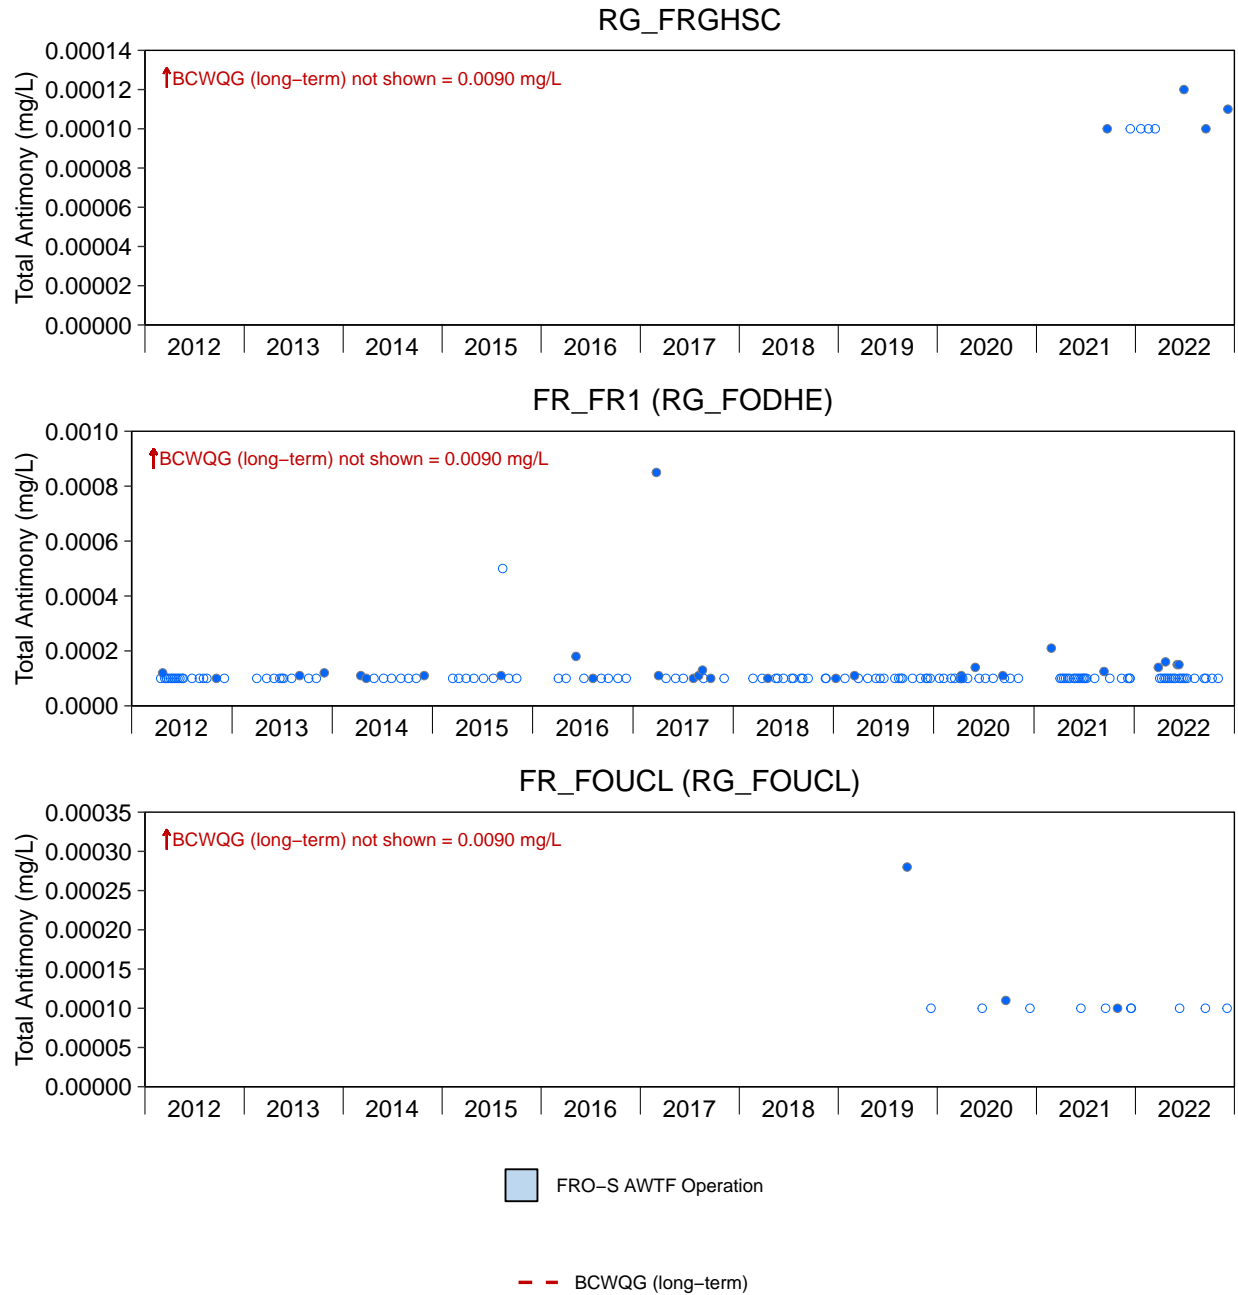 RG_FRGHSC
Total Antimony (mg/L)
0.00014
0.00012
0.00010
0.00008
0.00006
0.00004
0.00002
0.00000
BCWQG (long−term) not shown = 0.0090 mg/L
2012 2013 2014 2015 2016 2017 2018 2019 2020 2021 2022
FR_FR1 (RG_FODHE)
Total Antimony (mg/L)
0.0010
0.0008
0.0006
0.0004
0.0002
0.0000
BCWQG (long−term) not shown = 0.0090 mg/L
2012 2013 2014 2015 2016 2017 2018 2019 2020 2021 2022
FR_FOUCL (RG_FOUCL)
Total Antimony (mg/L)
0.00035
0.00030
0.00025
0.00020
0.00015
0.00010
0.00005
0.00000
BCWQG (long−term) not shown = 0.0090 mg/L
2012 2013 2014 2015 2016 2017 2018 2019 2020 2021 2022
FRO−S AWTF Operation
BCWQG (long−term)